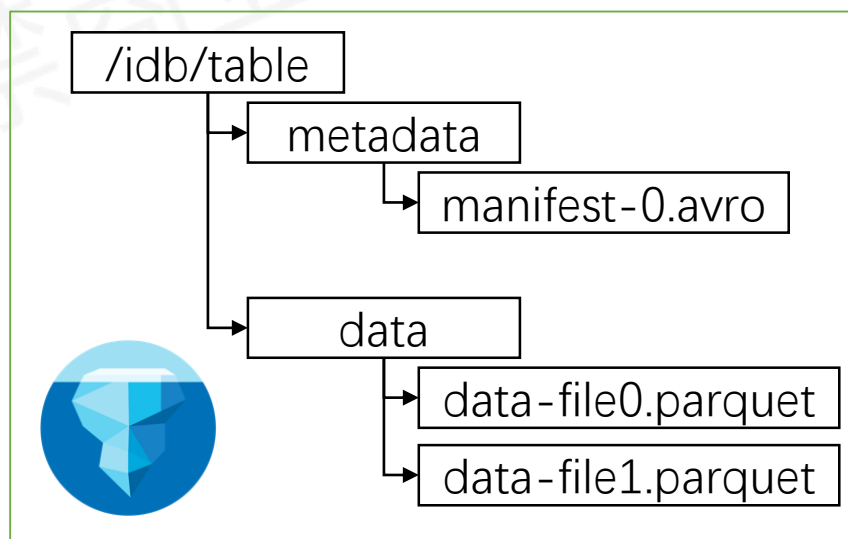 /idb/table
metadata
manifest-0.avro
data
data-file0.parquet
data-file1.parquet